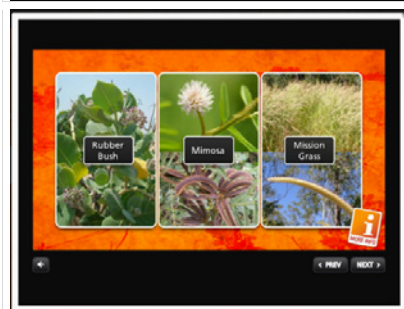 Rubber
Bush
Mimosa
Mission
Grass
i
MORE INFO
< PREV
NEXT >